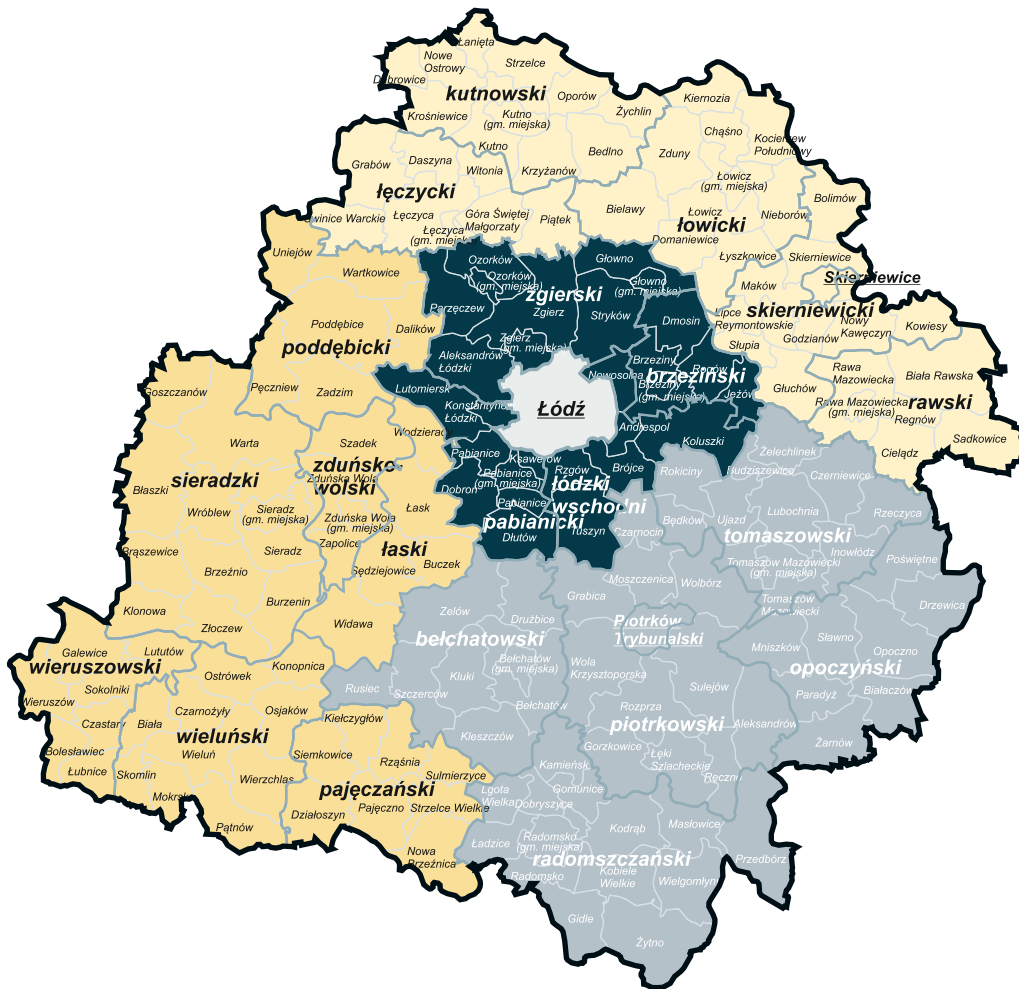 Łanięta
Nowe
Ostrowy
Strzelce
Dąbrowice
kutnowski
Oporów
Żychlin
Krośniewice
Kutno
(gm. miejska)
Kutno
Bedlno
Krzyżanów
Kiernozia
Chąśno
Kocierzew
Południowy
Zduny
Łowicz
(gm. miejska)
Bolimów
Bielawy
Łowicz
łowicki
Nieborów
Domaniewice
Łyszkowice
Grabów
Daszyna
Witonia
łęczycki
Świnice Warckie
Łęczyca
Łęczyca
(gm. miejska)
Góra Świętej
Małgorzaty
Piątek
Skierniewice
Skierniewice
Maków
skierniewicki
Lipce
Reymontowskie
Nowy
Kawęczyn
Kowiesy
Słupia
Godzianów
Głuchów
Rawa
Mazowiecka
Biała Rawska
Rawa Mazowiecka
(gm. miejska)
rawski
Regnów
Sadkowice
Cielądz
Uniejów
Wartkowice
Poddębice
Dalików
poddębicki
Pęczniew
Zadzim
Ozorków
Ozorków
(gm. miejska)
Głowno
Głowno
(gm. miejska)
zgierski
Parzęczew
Zgierz
Stryków
Dmosin
Zgierz
(gm. miejska)
Aleksandrów
Łódzki
Brzeziny
Rogów
brzeziński
Nowosolna
Brzeziny
(gm. miejska)
Jeżów
Lutomiersk
Konstantynów
Łódzki
Łódź
Andrespol
Koluszki
Wodzierady
Pabianice
Ksawerów
Pabianice
(gm. miejska)
Rzgów
Brójce
łódzki
wschodni
Dobroń
Pabianice
pabianicki
Dłutów
Tuszyn
Goszczanów
Warta
Szadek
zduńsko-
wolski
Zduńska Wola
sieradzki
Błaszki
Wróblew
Sieradz
(gm. miejska)
Zduńska Wola
(gm. miejska)
Łask
Zapolice
łaski
Brąszewice
Sieradz
Buczek
Sędziejowice
Brzeźnio
Burzenin
Klonowa
Złoczew
Widawa
Rokiciny
Żelechlinek
Budziszewice
Czerniewice
Lubochnia
Rzeczyca
Będków
Ujazd
Czarnocin
tomaszowski
Inowłódz
Tomaszów Mazowiecki
(gm. miejska)
Poświętne
Moszczenica
Wolbórz
Tomaszów
Mazowiecki
Drzewica
Grabica
Zelów
Drużbice
Piotrków
Trybunalski
bełchatowski
Bełchatów
(gm. miejska)
Kluki
Wola
Krzysztoporska
Mniszków
Sławno
Opoczno
opoczyński
Białaczów
Paradyż
Rusiec
Szczerców
Bełchatów
Sulejów
Rozprza
piotrkowski
Aleksandrów
Żarnów
Kleszczów
Gorzkowice
Łęki
Szlacheckie
Ręczno
Galewice
Lututów
wieruszowski
Sokolniki
Wieruszów
Czastary
Bolesławiec
Łubnice
Konopnica
Ostrówek
Czarnożyły
Osjaków
Biała
wieluński
Wieluń
Skomlin
Wierzchlas
Mokrsko
Pątnów
Kiełczygłów
Siemkowice
Rząśnia
Sulmierzyce
pajęczański
Pajęczno
Strzelce Wielkie
Działoszyn
Nowa
Brzeźnica
Kamieńsk
Lgota
Wielka
Dobryszyce
Gomunice
Kodrąb
Masłowice
Ładzice
Radomsko
(gm. miejska)
radomszczański
Przedbórz
Radomsko
Kobiele
Wielkie
Wielgomłyny
Gidle
Żytno